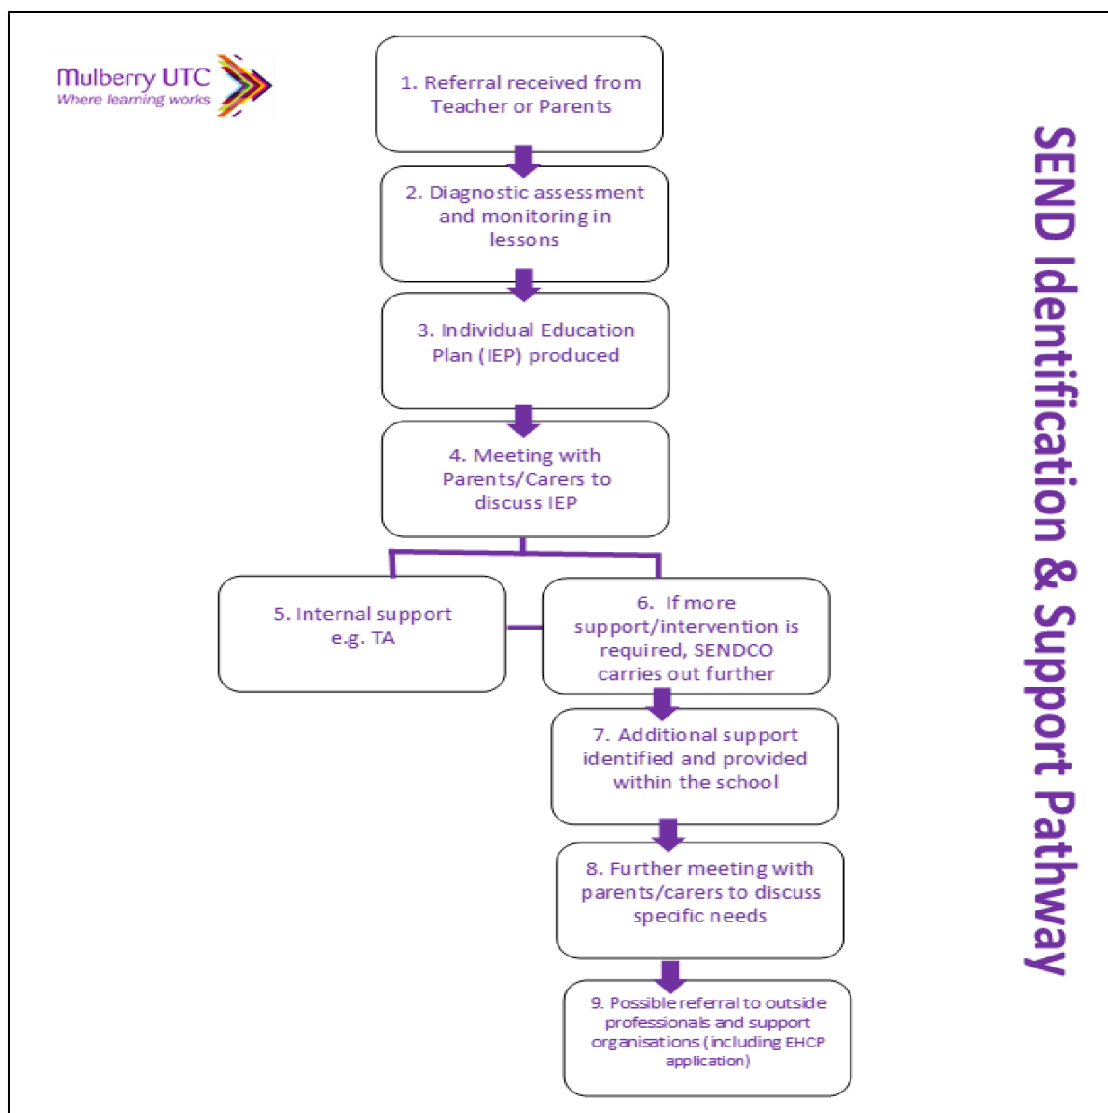 Mulberry UTC
Where learning works
1. Referral received from
Teacher or Parents
2. Diagnostic assessment
and monitoring in
lessons
3. Individual Education
Plan (IEP) produced
4. Meeting with
Parents/Carers to
discuss IEP
5. Internal support
e.g. TA
6. If more
support/intervention is
required, SENDCO
carries out further
7. Additional support
identified and provided
within the school
8. Further meeting with
parents/carers to discuss
specific needs
9. Possible referral to outside
professionals and support
organisations (including EHCP
application)
SEND Identification & Support Pathway